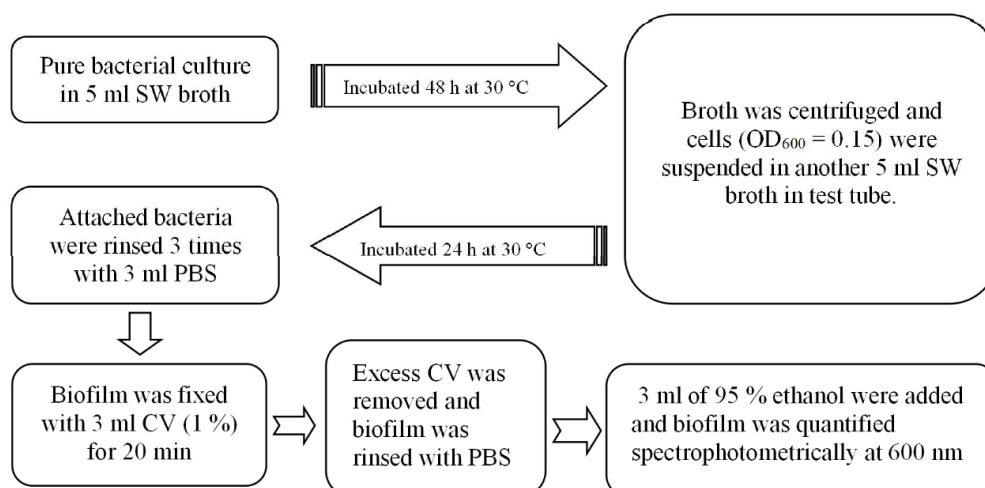 Pure bacterial culture
in 5 ml SW broth
Incubated 48 h at 30 °C
Broth was centrifuged and
cells (OD₆₀₀ = 0.15) were
suspended in another 5 ml SW
broth in test tube.
Incubated 24 h at 30 °C
Attached bacteria
were rinsed 3 times
with 3 ml PBS
Biofilm was fixed
with 3 ml CV (1 %)
for 20 min
Excess CV was
removed and
biofilm was
rinsed with PBS
3 ml of 95 % ethanol were added
and biofilm was quantified
spectrophotometrically at 600 nm